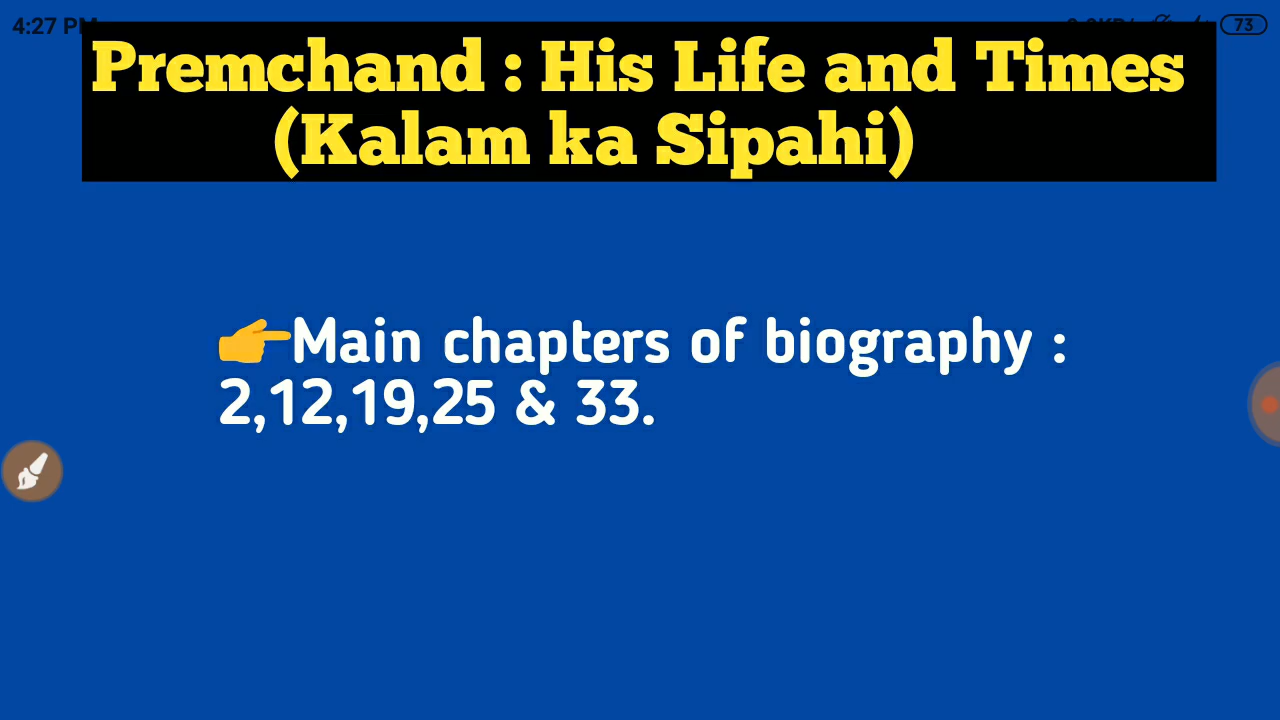 4:27 PM
73
Premchand : His Life and Times
(Kalam ka Sipahi)
👉Main chapters of biography :
2,12,19,25 & 33.